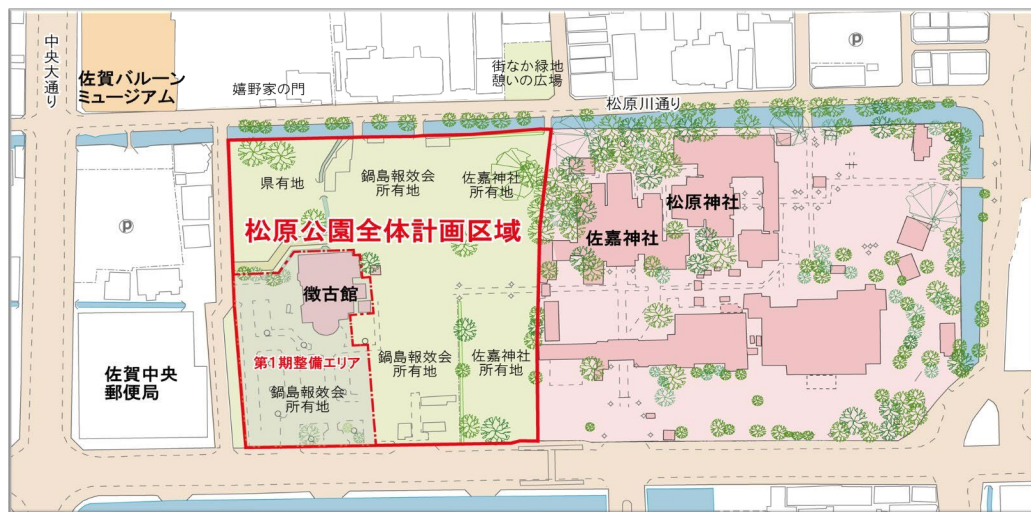 中央大通り
佐賀バルーン
ミュージアム
嬉野家の門
街なか緑地
憩いの広場
松原川通り
P
県有地
鍋島報效会
所有地
佐嘉神社
所有地
松原神社
佐嘉神社
松原公園全体計画区域
P
徴古館
第1期整備エリア
鍋島報效会
所有地
鍋島報效会
所有地
佐嘉神社
所有地
佐賀中央
郵便局
P